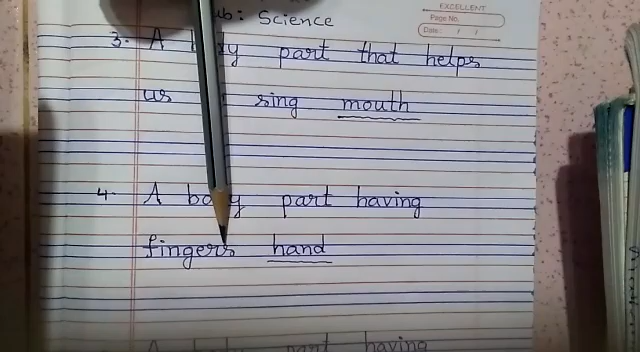 EXCELLENT
Sub: Science
Page No.
Date: / /
3. A body part that helps
us sing mouth
4. A body part having
fingers hand
A body part having